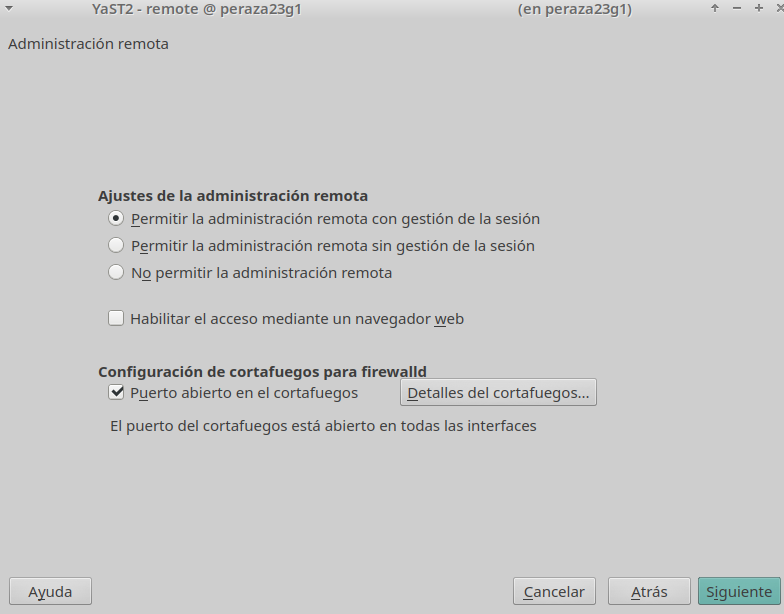 YaST2 - remote @ peraza23g1 (en peraza23g1)
Administración remota
Ajustes de la administración remota
Permitir la administración remota con gestión de la sesión
Permitir la administración remota sin gestión de la sesión
No permitir la administración remota
Habilitar el acceso mediante un navegador web
Configuración de cortafuegos para firewalld
Puerto abierto en el cortafuegos Detalles del cortafuegos...
El puerto del cortafuegos está abierto en todas las interfaces
Ayuda Cancelar Atrás Siguiente